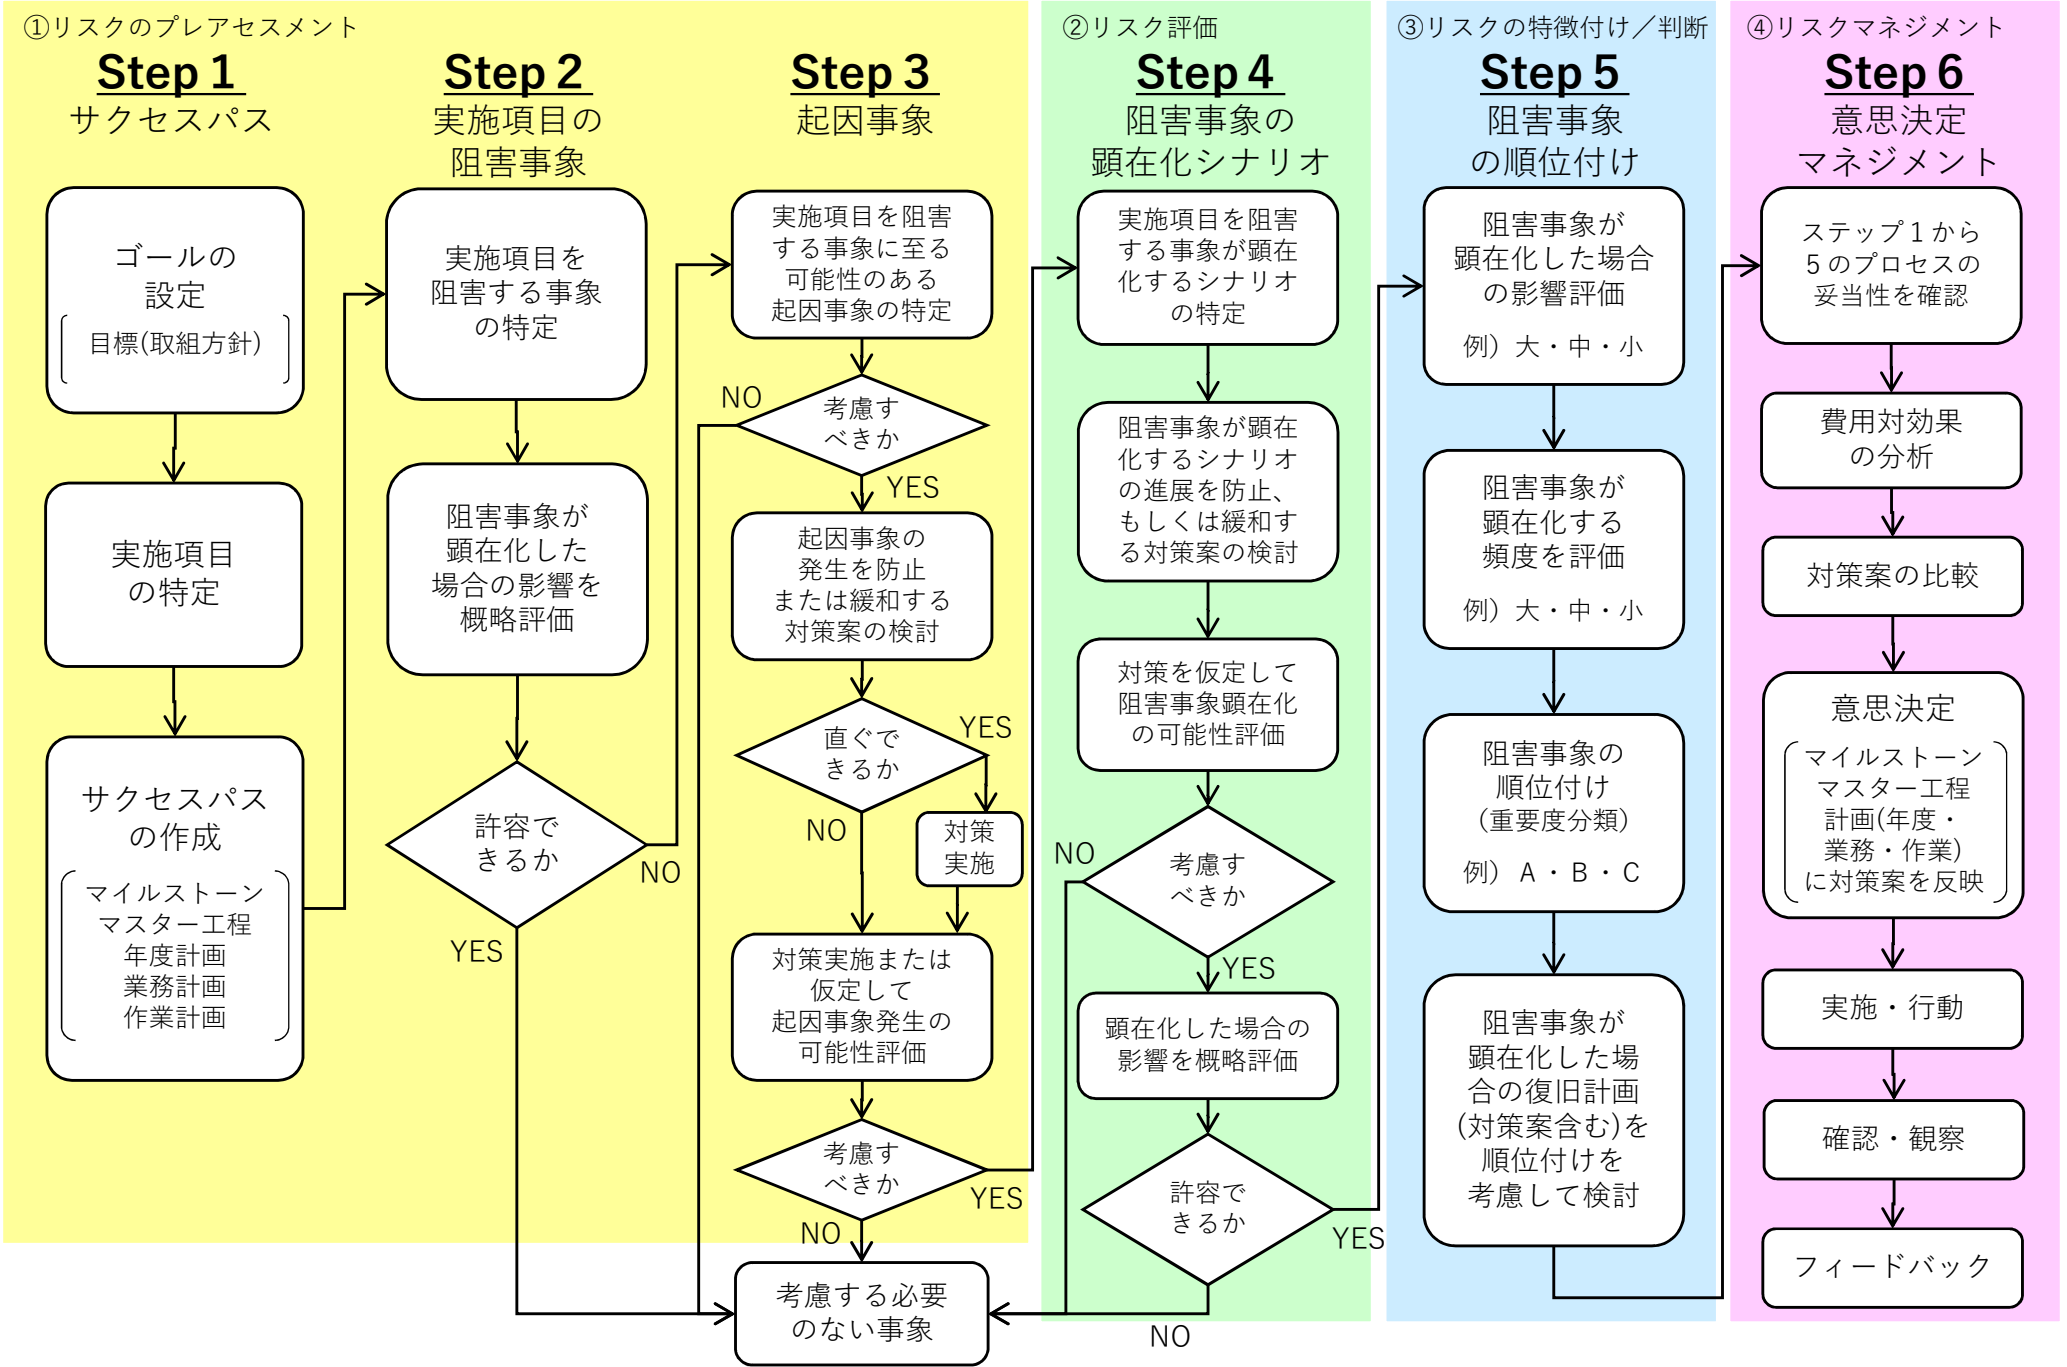 ①リスクのプレアセスメント
Step 1
サクセスパス
ゴールの
設定
目標(取組方針)
実施項目
の特定
サクセスパス
の作成
マイルストーン
マスター工程
年度計画
業務計画
作業計画
Step 2
実施項目の
阻害事象
実施項目を
阻害する事象
の特定
阻害事象が
顕在化した
場合の影響を
概略評価
許容で
きるか
NO
YES
Step 3
起因事象
実施項目を阻害
する事象に至る
可能性のある
起因事象の特定
考慮す
べきか
NO
YES
起因事象の
発生を防止
または緩和する
対策案の検討
直ぐで
きるか
YES
NO
対策
実施
対策実施または
仮定して
起因事象発生の
可能性評価
考慮す
べきか
YES
NO
考慮する必要
のない事象
②リスク評価
Step 4
阻害事象の
顕在化シナリオ
実施項目を阻害
する事象が顕在
化するシナリオ
の特定
阻害事象が顕在
化するシナリオ
の進展を防止、
もしくは緩和す
る対策案の検討
対策を仮定して
阻害事象顕在化
の可能性評価
考慮す
べきか
NO
YES
顕在化した場合の
影響を概略評価
許容で
きるか
YES
NO
③リスクの特徴付け／判断
Step 5
阻害事象
の順位付け
阻害事象が
顕在化した場合
の影響評価
例）大・中・小
阻害事象が
顕在化する
頻度を評価
例）大・中・小
阻害事象の
順位付け
（重要度分類）
例）A・B・C
阻害事象が
顕在化した場
合の復旧計画
(対策案含む)を
順位付けを
考慮して検討
④リスクマネジメント
Step 6
意思決定
マネジメント
ステップ１から
５のプロセスの
妥当性を確認
費用対効果
の分析
対策案の比較
意思決定
マイルストーン
マスター工程
計画(年度・
業務・作業)
に対策案を反映
実施・行動
確認・観察
フィードバック